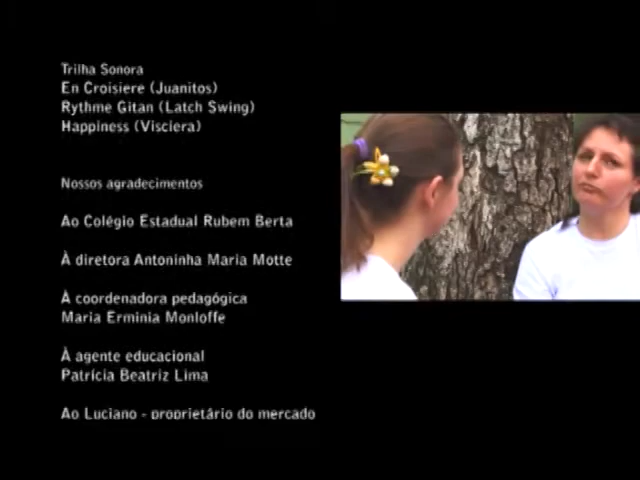 Trilha Sonora
En Croisiere (Juanitos)
Rythme Gitan (Latch Swing)
Happiness (Visciera)
Nossos agradecimentos
Ao Colégio Estadual Rubem Berta
À diretora Antoninha Maria Motte
À coordenadora pedagógica
Maria Erminia Monloffe
À agente educacional
Patrícia Beatriz Lima
Ao Luciano - proprietário do mercado